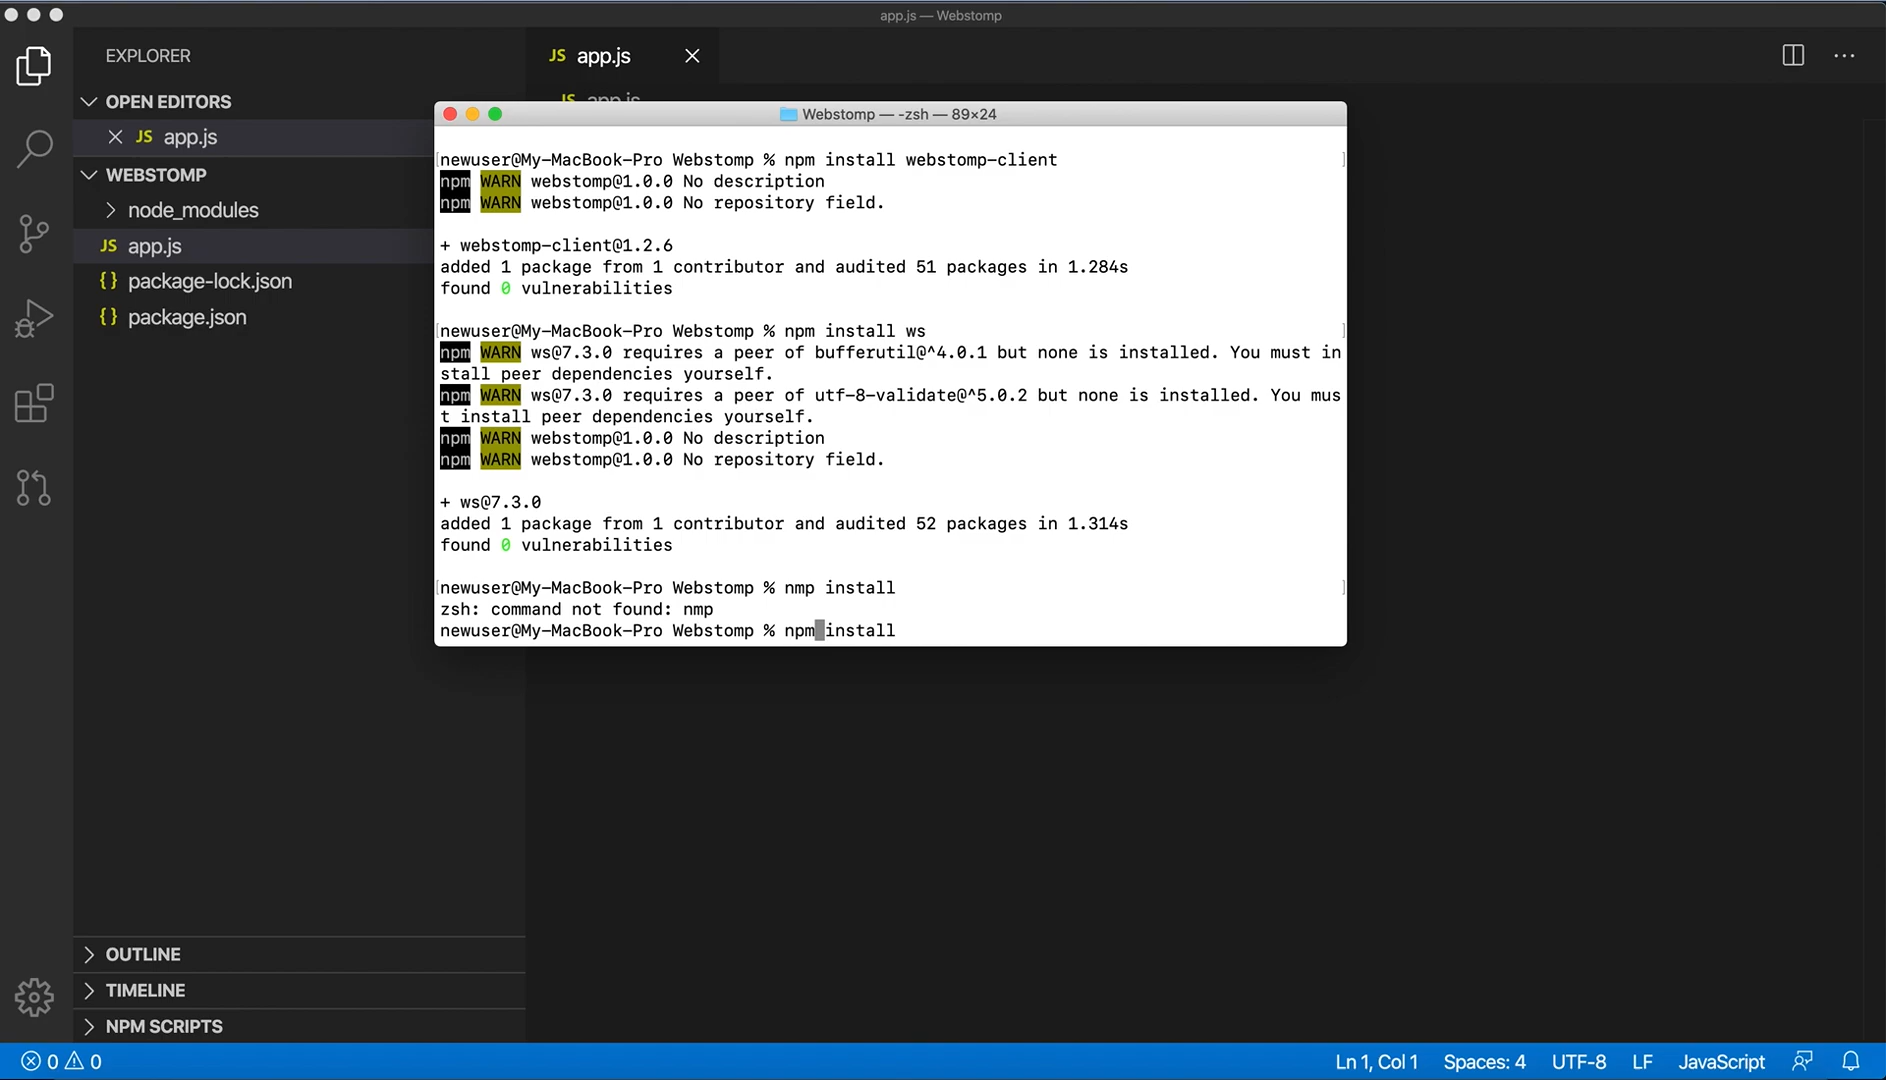 app.js — Webstomp
EXPLORER
JS app.js
OPEN EDITORS
JS app.js
WEBSTOMP
node_modules
JS app.js
{} package-lock.json
{} package.json
JS app.js
Webstomp — -zsh — 89×24
newuser@My-MacBook-Pro Webstomp % npm install webstomp-client
npm WARN webstomp@1.0.0 No description
npm WARN webstomp@1.0.0 No repository field.
+ webstomp-client@1.2.6
added 1 package from 1 contributor and audited 51 packages in 1.284s
found 0 vulnerabilities
newuser@My-MacBook-Pro Webstomp % npm install ws
npm WARN ws@7.3.0 requires a peer of bufferutil@^4.0.1 but none is installed. You must in
stall peer dependencies yourself.
npm WARN ws@7.3.0 requires a peer of utf-8-validate@^5.0.2 but none is installed. You mus
t install peer dependencies yourself.
npm WARN webstomp@1.0.0 No description
npm WARN webstomp@1.0.0 No repository field.
+ ws@7.3.0
added 1 package from 1 contributor and audited 52 packages in 1.314s
found 0 vulnerabilities
newuser@My-MacBook-Pro Webstomp % nmp install
zsh: command not found: nmp
newuser@My-MacBook-Pro Webstomp % npm install
OUTLINE
TIMELINE
NPM SCRIPTS
0 0
Ln 1, Col 1 Spaces: 4 UTF-8 LF JavaScript